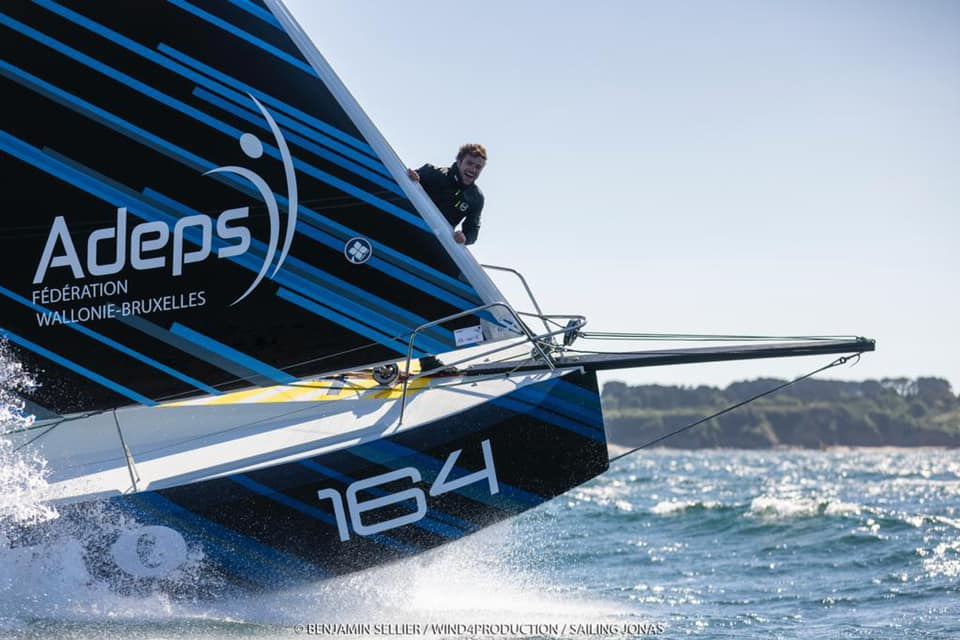 Adeps
FÉDÉRATION
WALLONIE-BRUXELLES
164
© BENJAMIN SELLIER / WIND4PRODUCTION / SAILING JONAS